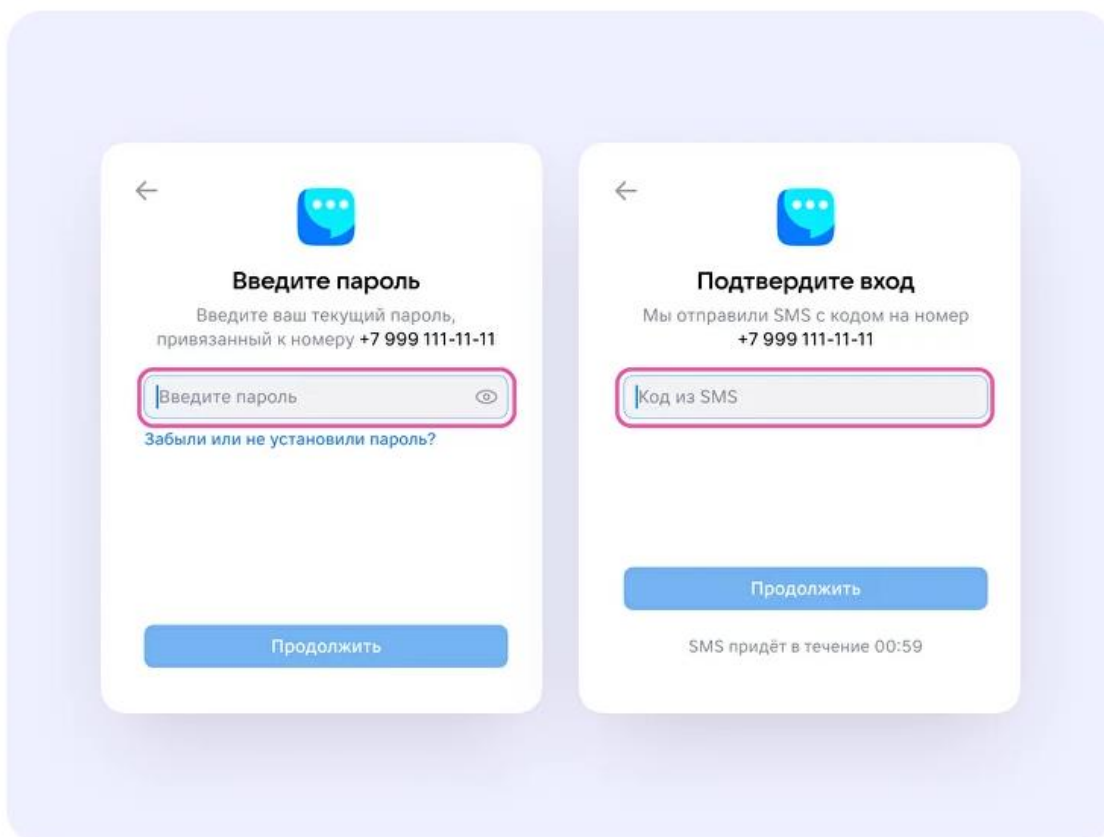 Введите пароль
Введите ваш текущий пароль,
привязанный к номеру +7 999 111-11-11
Введите пароль
Забыли или не установили пароль?
Продолжить
Подтвердите вход
Мы отправили SMS с кодом на номер
+7 999 111-11-11
Код из SMS
Продолжить
SMS придёт в течение 00:59